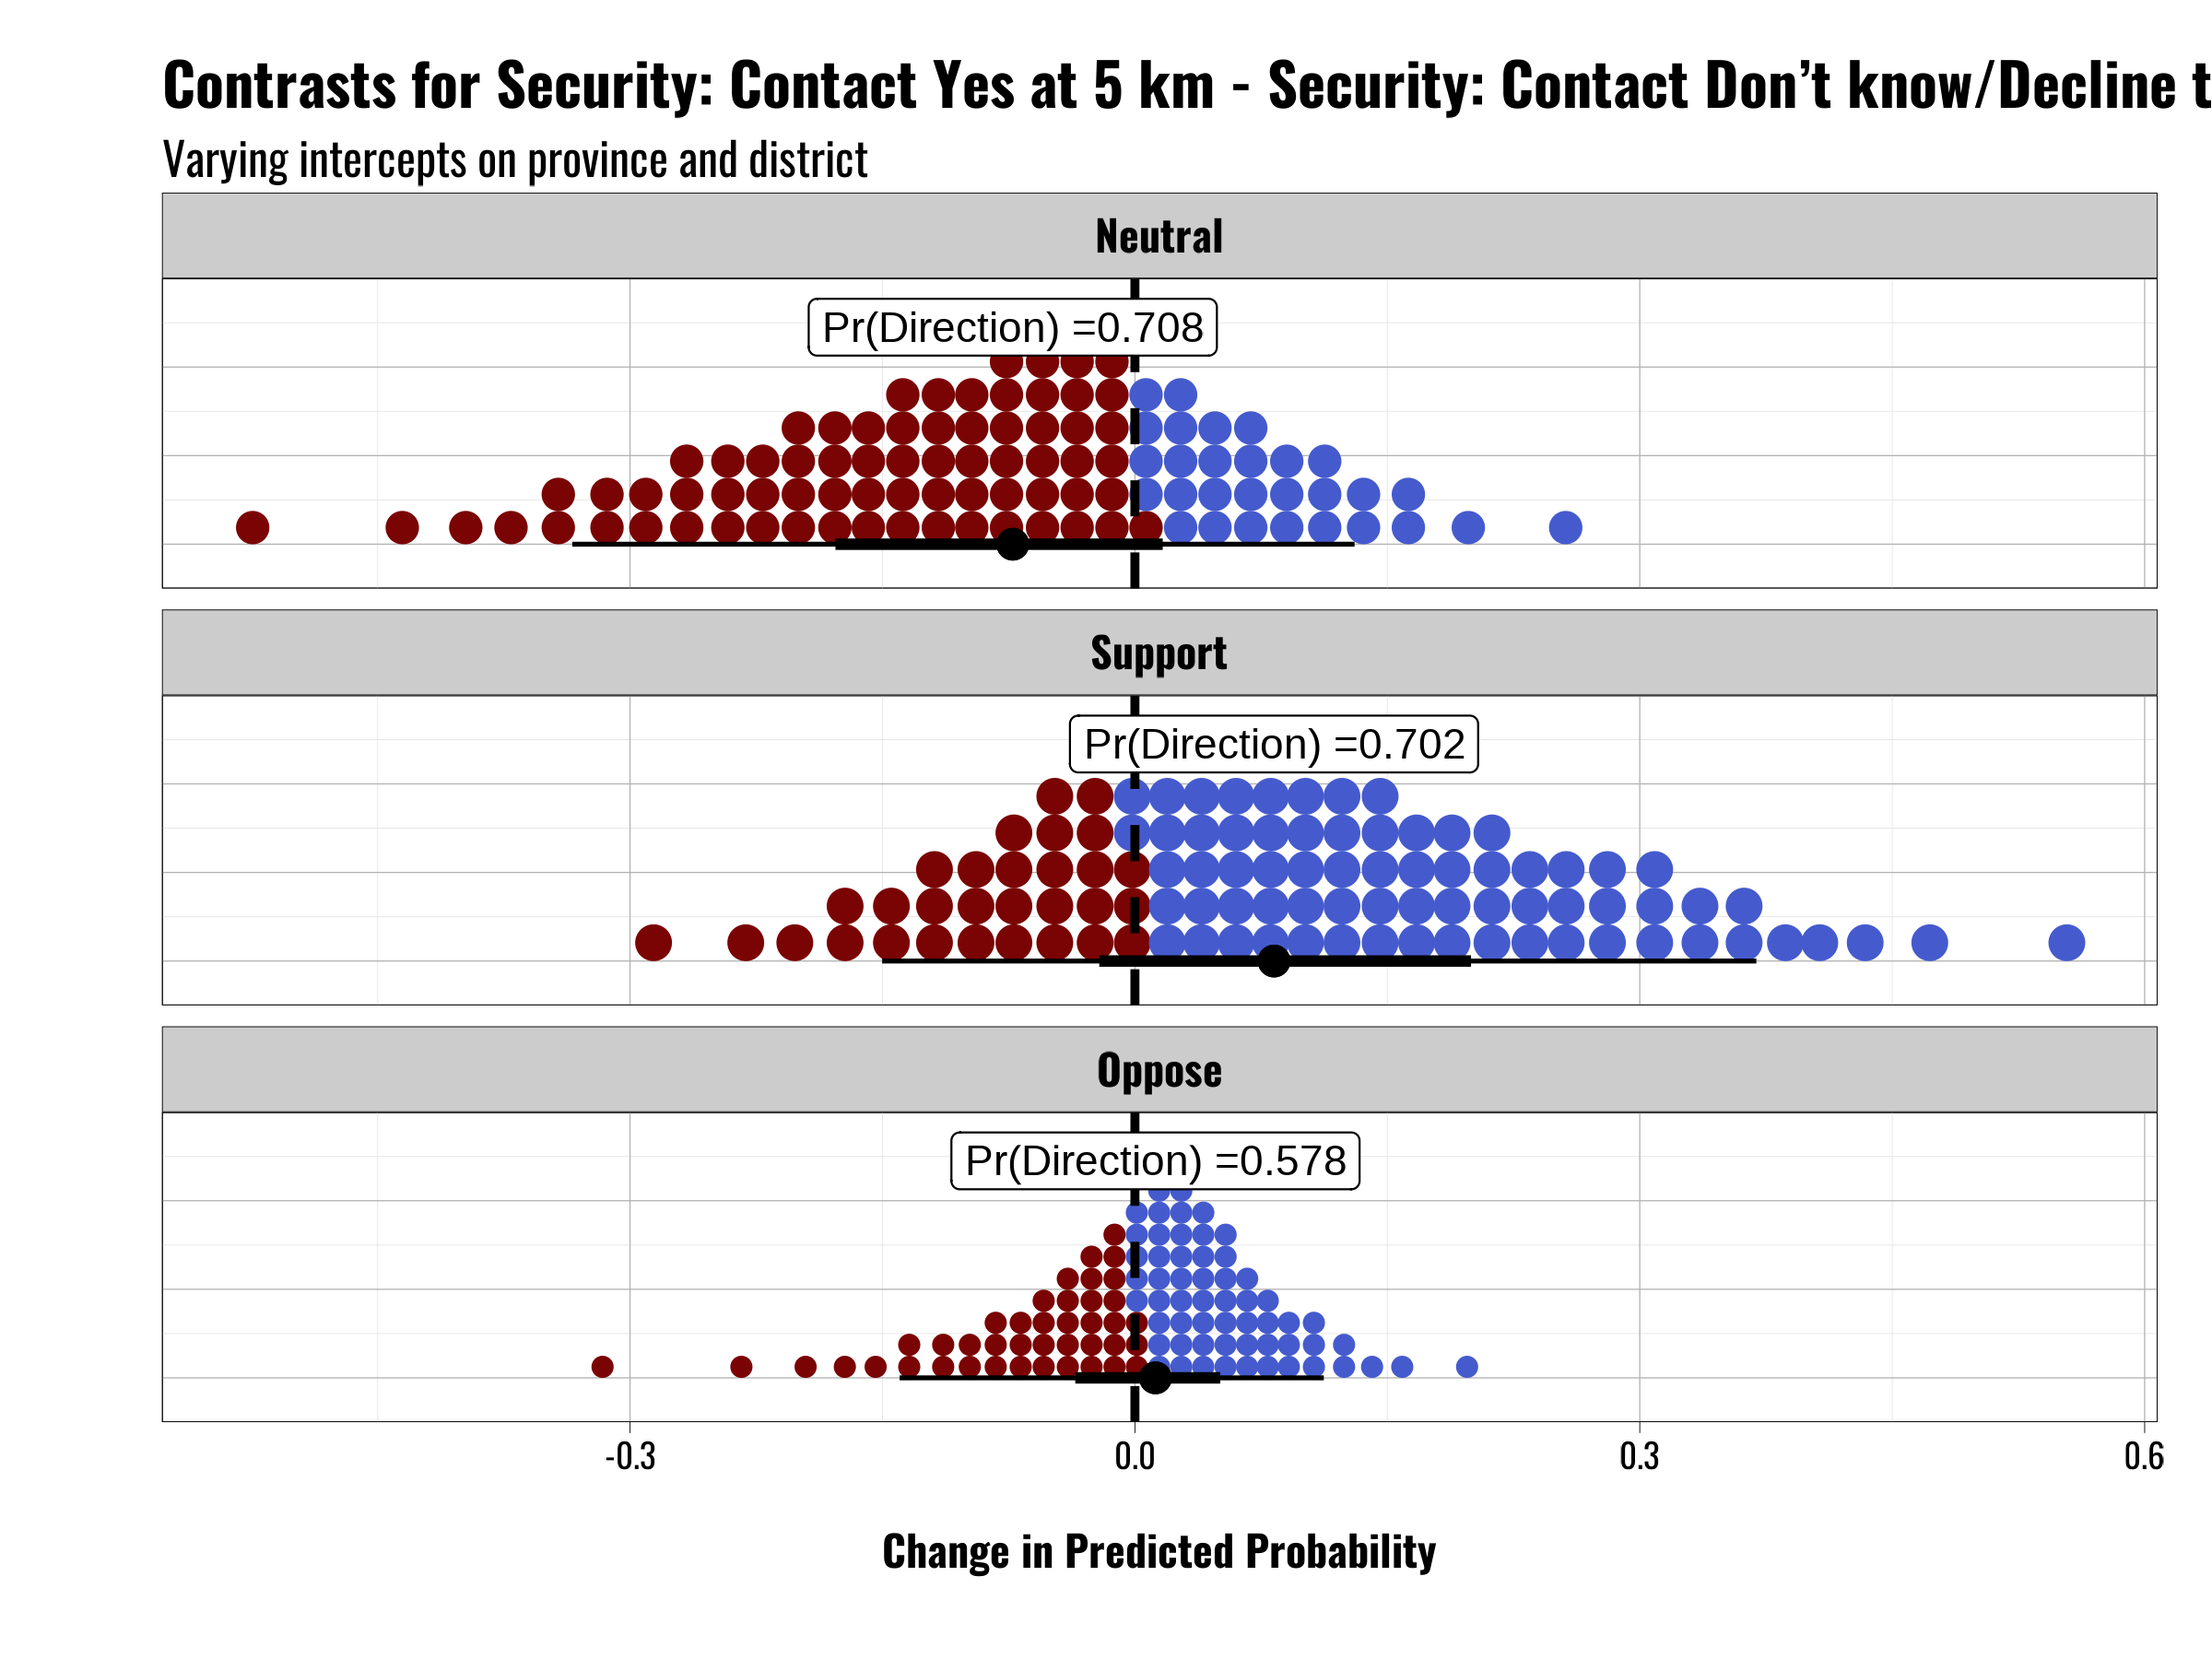 Contrasts for Security: Contact Yes at 5 km - Security: Contact Don’t know/Decline t
Varying intercepts on province and district
Neutral
Pr(Direction) =0.708
Support
Pr(Direction) =0.702
Oppose
Pr(Direction) =0.578
-0.3 0.0 0.3 0.6
Change in Predicted Probability